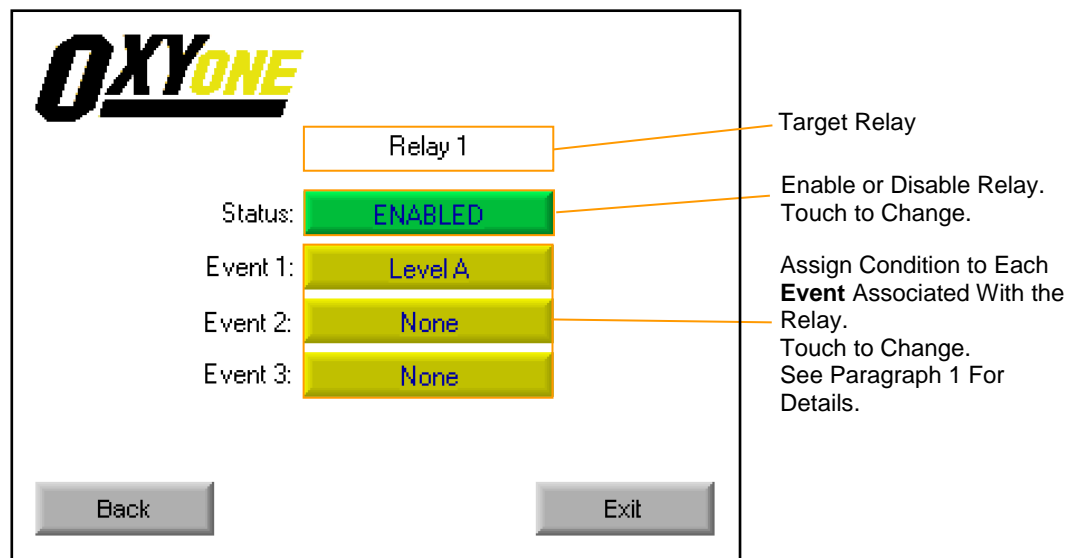 OXYONE
Relay 1
Target Relay
Status: ENABLED
Enable or Disable Relay.
Touch to Change.
Event 1: Level A
Event 2: None
Event 3: None
Assign Condition to Each
Event Associated With the
Relay.
Touch to Change.
See Paragraph 1 For
Details.
Back
Exit